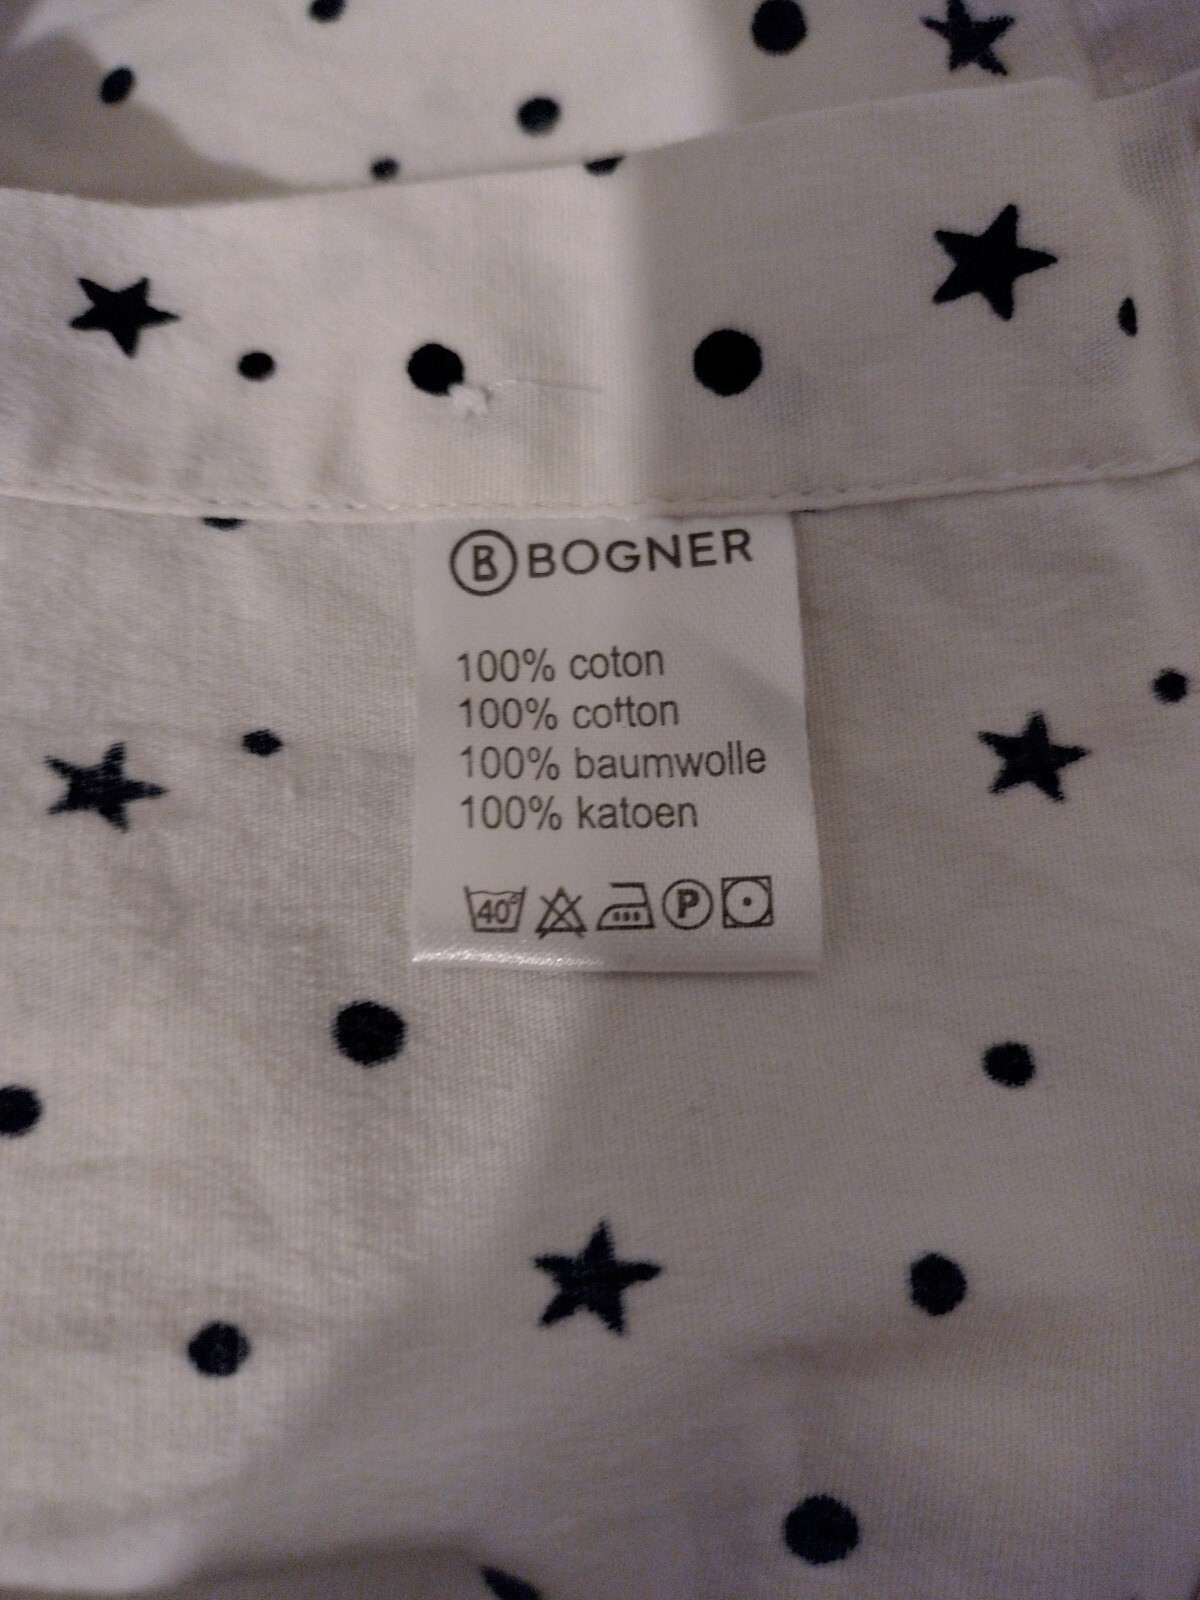 B BOGNER
100% coton
100% cotton
100% baumwolle
100% katoen
40° P